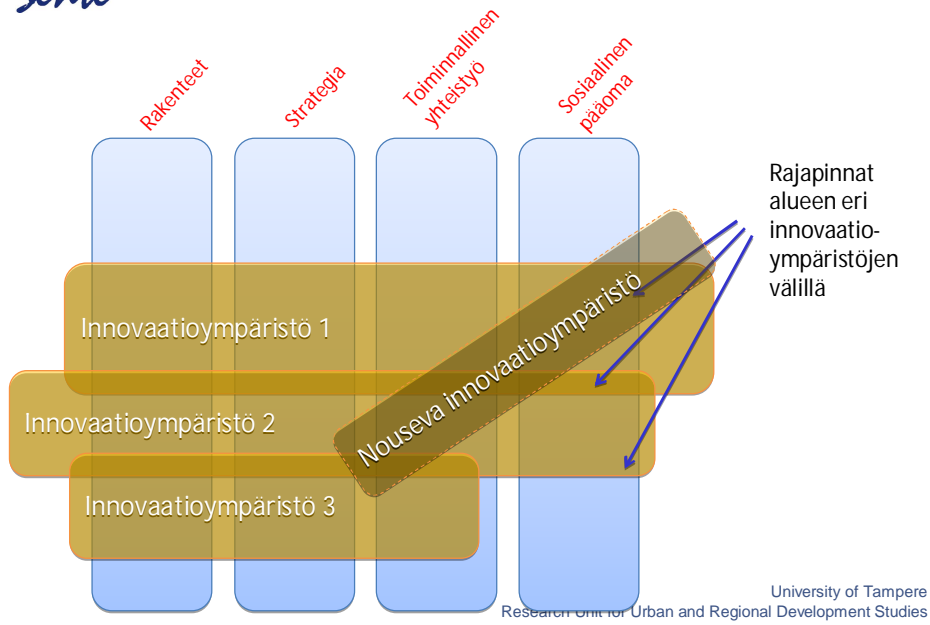 Sente
Rakenteet
Strategia
Toiminnallinen
yhteistyö
Sosiaalinen
pääoma
Rajapinnat
alueen eri
innovaatio-
ympäristöjen
välillä
Innovaatioympäristö 1
Nouseva innovaatioympäristö
Innovaatioympäristö 2
Innovaatioympäristö 3
University of Tampere
Research Unit for Urban and Regional Development Studies